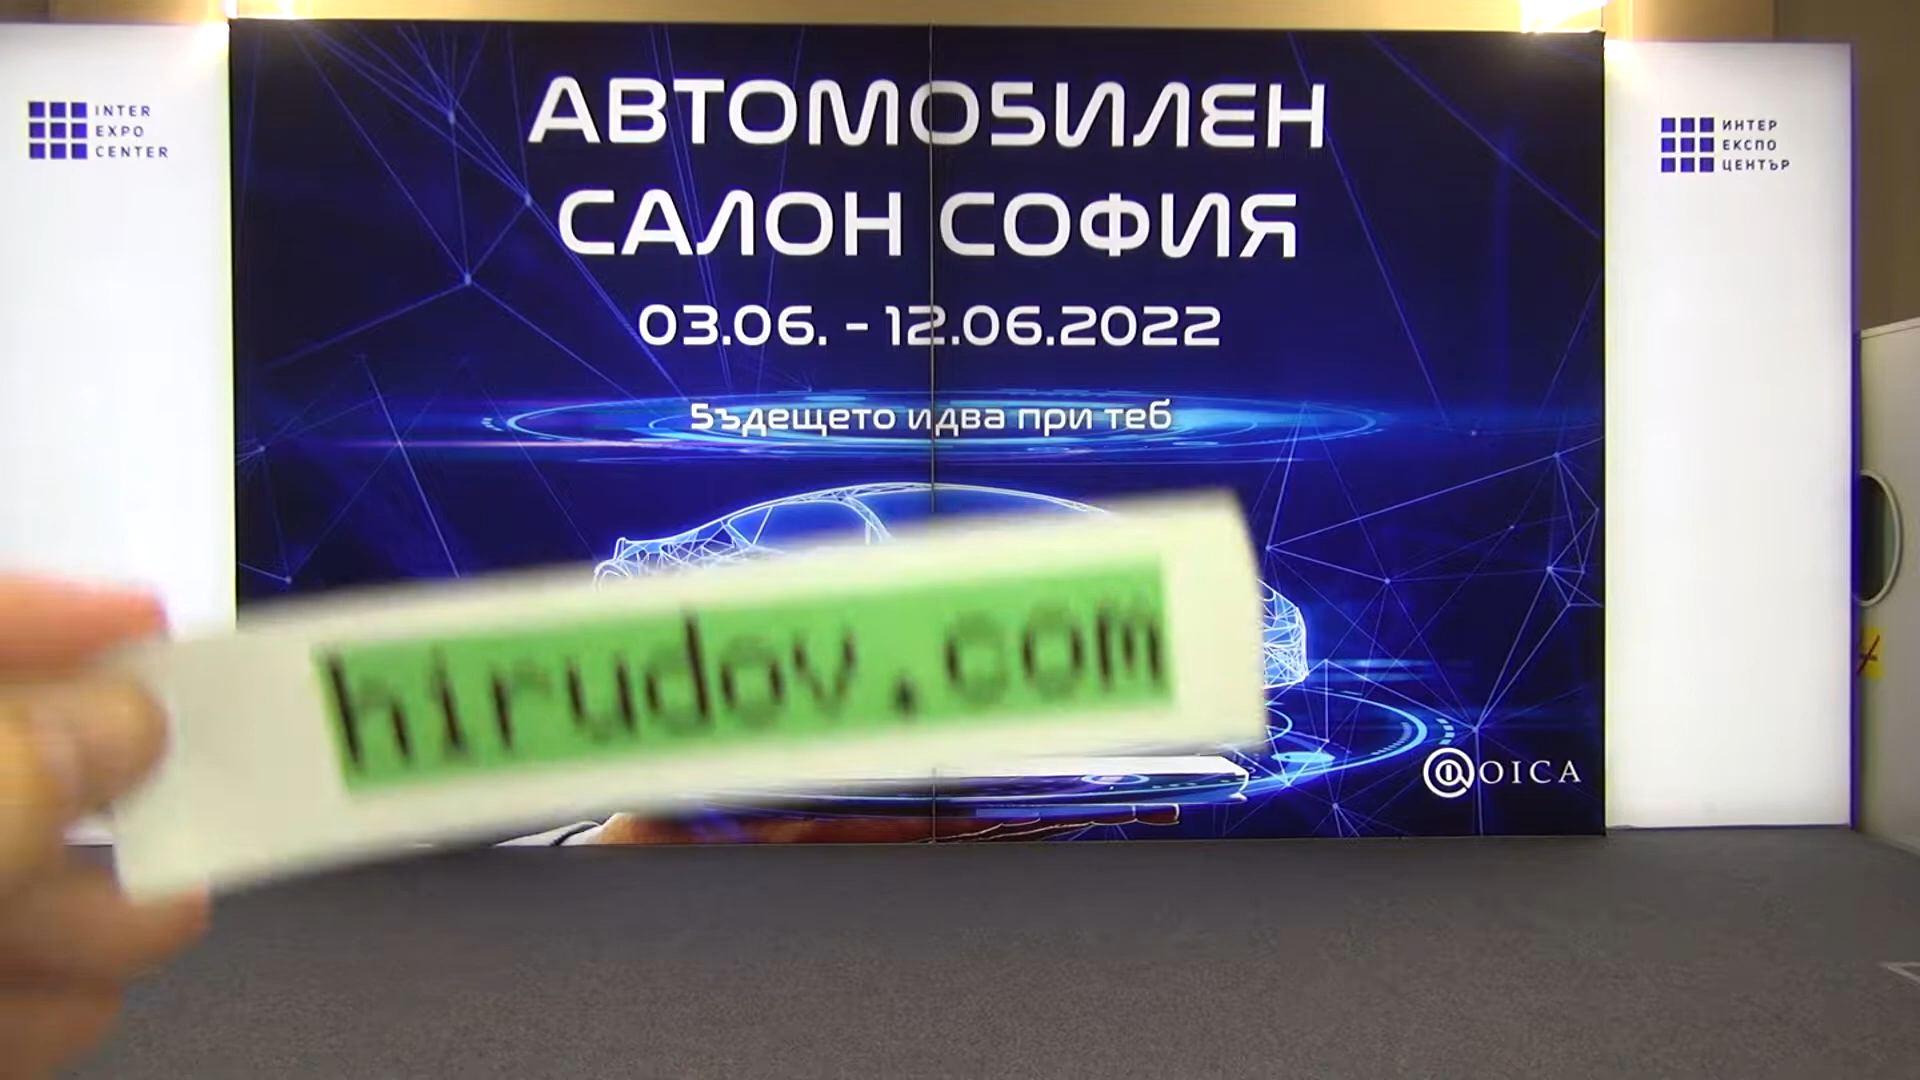 INTER
EXPO
CENTER
АВТОМОБИЛЕН
САЛОН СОФИЯ
03.06. - 12.06.2022
Бъдещето идва при теб
ИНТЕР
ЕКСПО
ЦЕНТЪР
hirudov.com
OICA